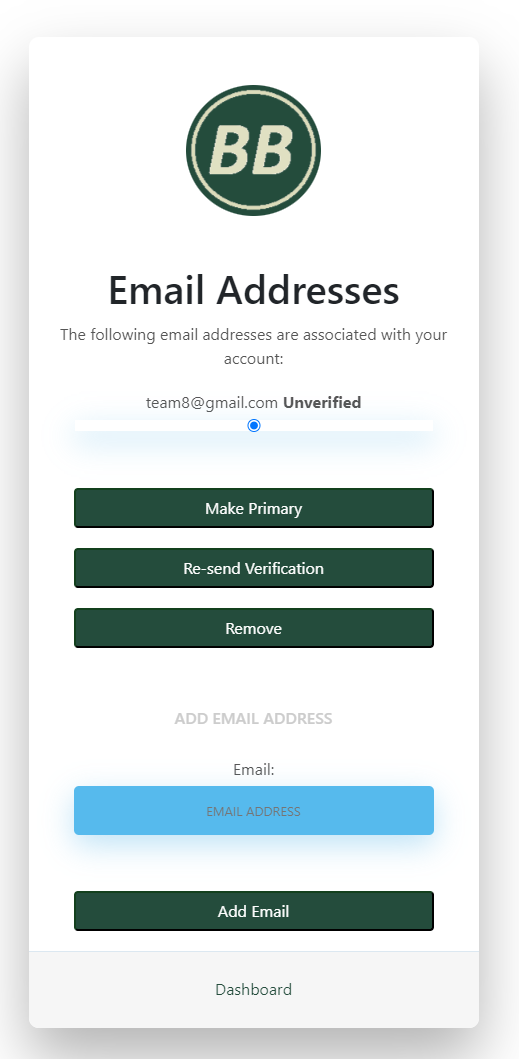 BB
Email Addresses
The following email addresses are associated with your
account:
team8@gmail.com Unverified
Make Primary
Re-send Verification
Remove
ADD EMAIL ADDRESS
Email:
EMAIL ADDRESS
Add Email
Dashboard